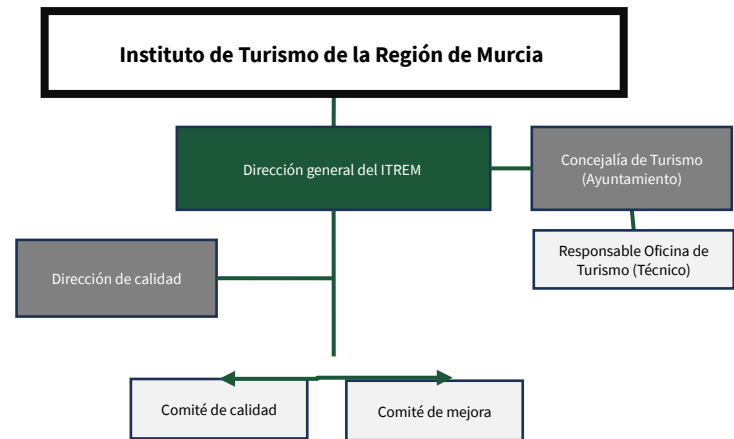 Instituto de Turismo de la Región de Murcia
Dirección general del ITREM
Concejalía de Turismo
(Ayuntamiento)
Responsable Oficina de
Turismo (Técnico)
Dirección de calidad
Comité de calidad
Comité de mejora